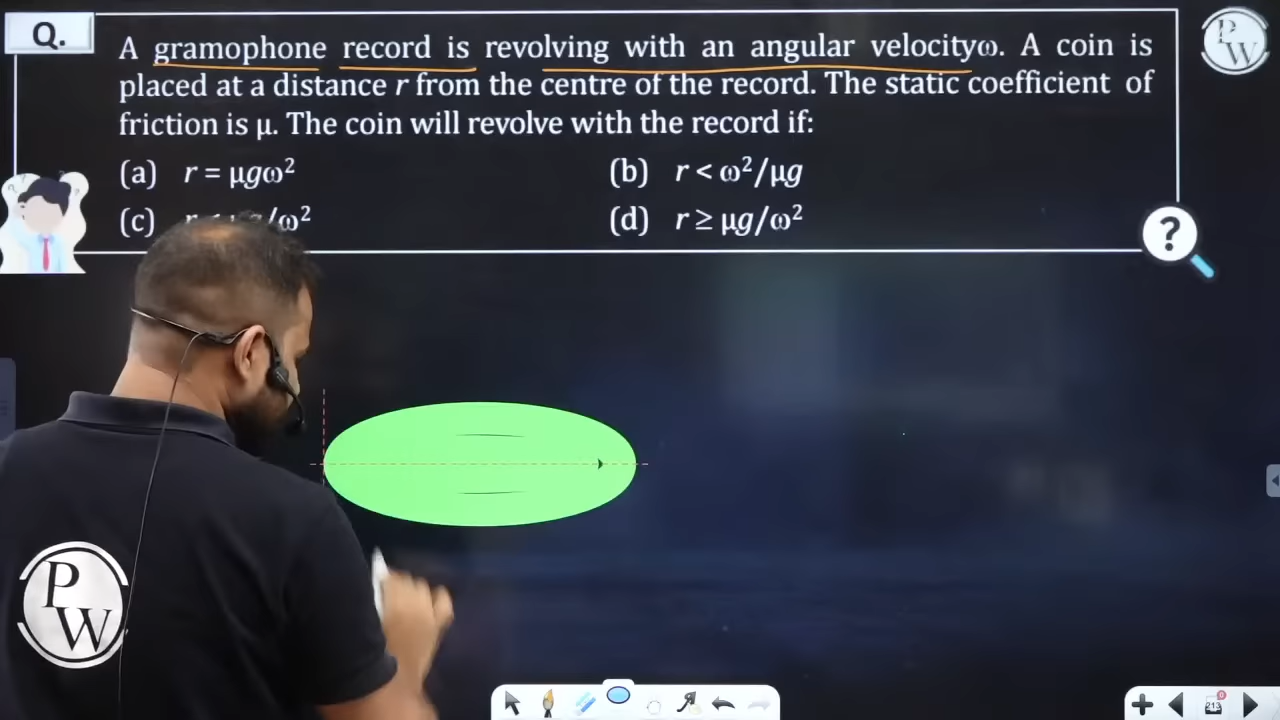 Q.
A gramophone record is revolving with an angular velocityω. A coin is
placed at a distance r from the centre of the record. The static coefficient of
friction is μ. The coin will revolve with the record if:
(a) r = μgω²
(b) r < ω²/μg
(c) r /ω²
(d) r ≥ μg/ω²
P W
?
P W
213